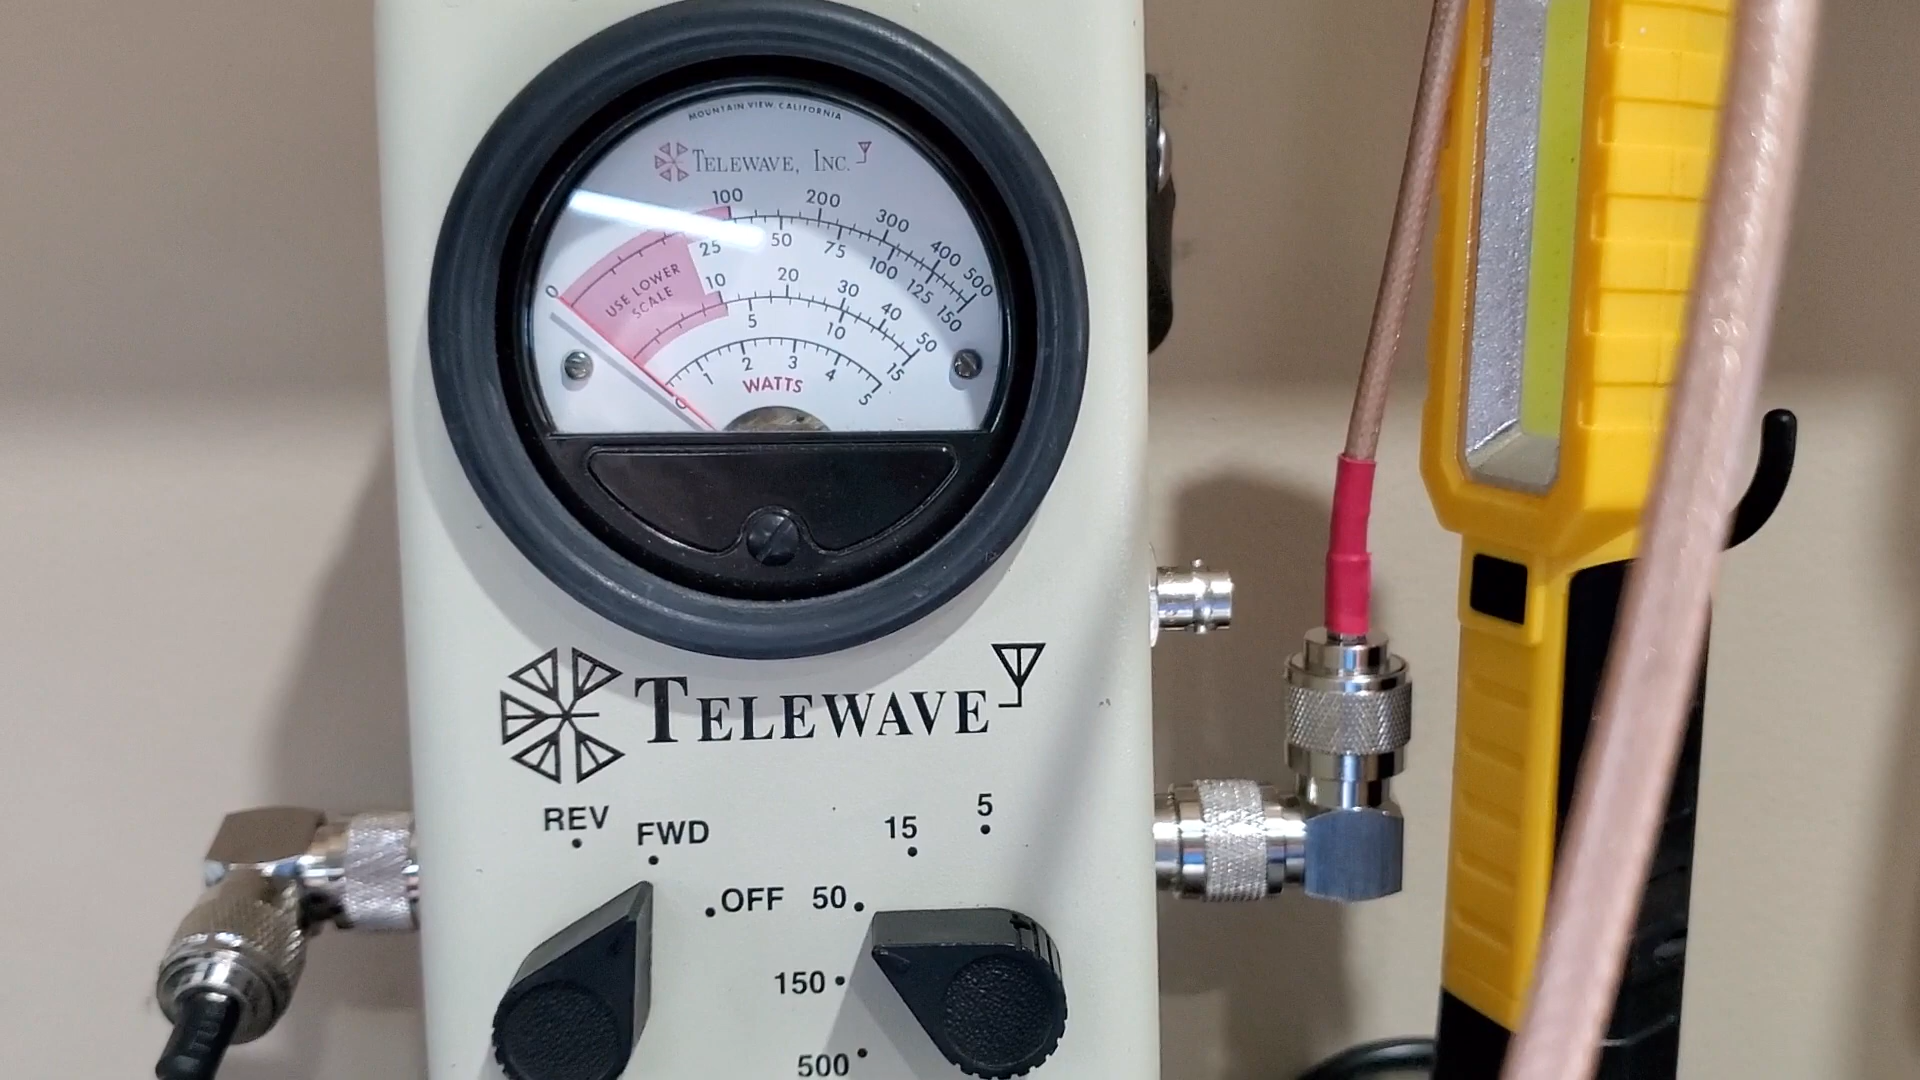 MOUNTAIN VIEW CALIFORNIA
TELEWAVE, INC.
0 100 200 300 400 500
25 50 75 100 125 150
USE LOWER
SCALE
10 20 30 40 50
5 10 15
0 1 2 3 4 5
WATTS
TELEWAVE
REV
FWD
OFF
5
15
50
150
500